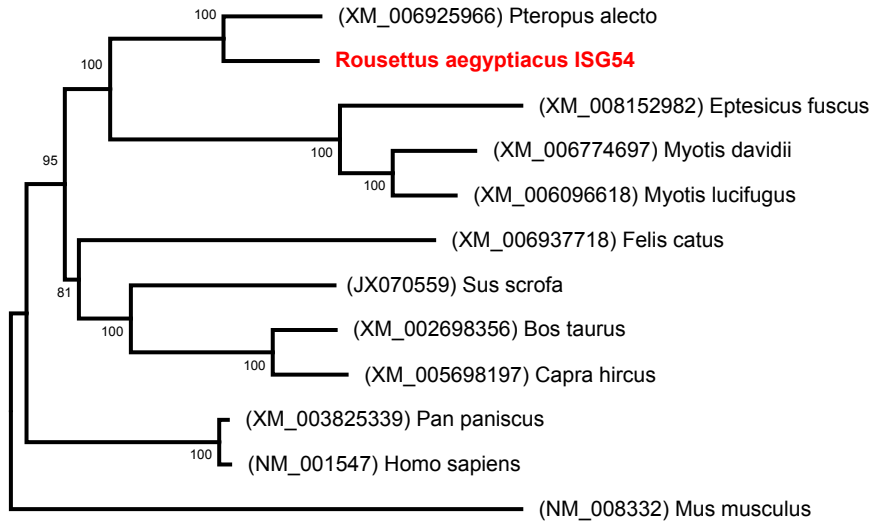 100
(XM_006925966) Pteropus alecto
Rousettus aegyptiacus ISG54
100
(XM_008152982) Eptesicus fuscus
100
(XM_006774697) Myotis davidii
95
100
(XM_006096618) Myotis lucifugus
(XM_006937718) Felis catus
81
(JX070559) Sus scrofa
100
(XM_002698356) Bos taurus
100
(XM_005698197) Capra hircus
(XM_003825339) Pan paniscus
100
(NM_001547) Homo sapiens
(NM_008332) Mus musculus